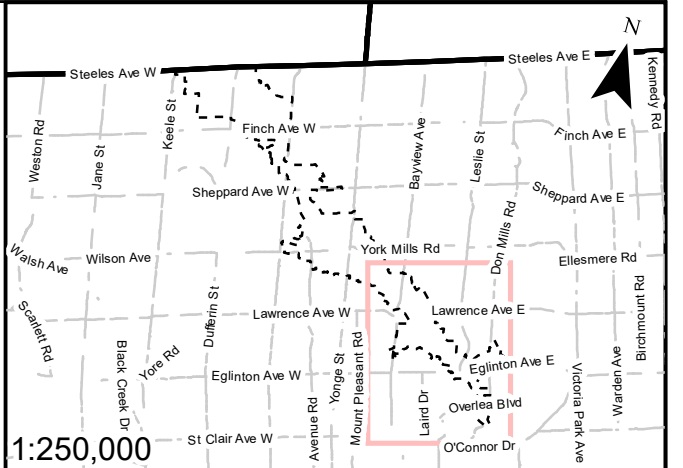 N
Steeles Ave W
Steeles Ave E
Kennedy Rd
Weston Rd
Jane St
Keele St
Finch Ave W
Bayview Ave
Leslie St
Finch Ave E
Sheppard Ave W
Sheppard Ave E
Don Mills Rd
York Mills Rd
Walsh Ave
Wilson Ave
Ellesmere Rd
Scarlett Rd
Dufferin St
Lawrence Ave W
Lawrence Ave E
Birchmount Rd
Black Creek Dr
Yore Rd
Eglinton Ave W
Avenue Rd
Yonge St
Mount Pleasant Rd
Laird Dr
Eglinton Ave E
Overlea Blvd
Victoria Park Ave
Warden Ave
1:250,000
St Clair Ave W
O'Connor Dr